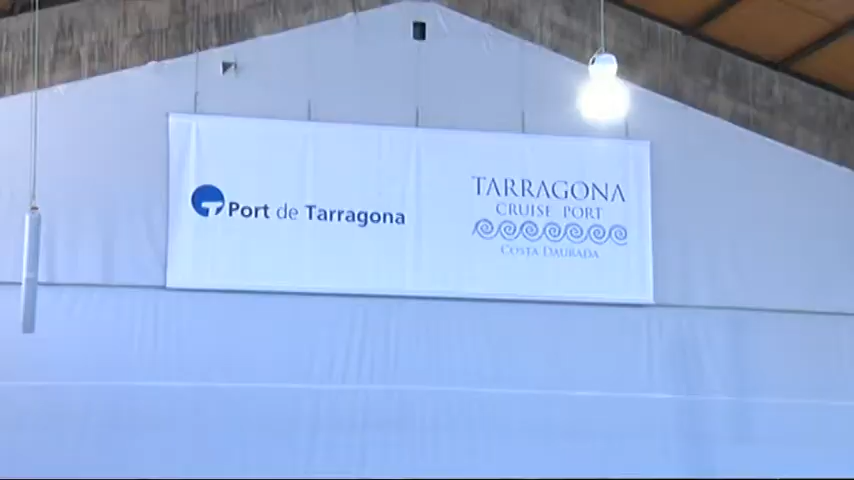 Port de Tarragona
TARRAGONA
CRUISE PORT
COSTA DAURADA